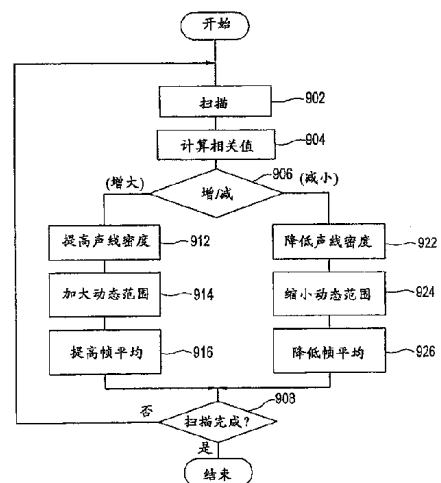 开始
扫描
902
计算相关值
904
906
(增大)
增/减
(减小)
提高声线密度
912
降低声线密度
922
加大动态范围
914
缩小动态范围
924
提高帧平均
916
降低帧平均
926
908
否
扫描完成?
是
结束